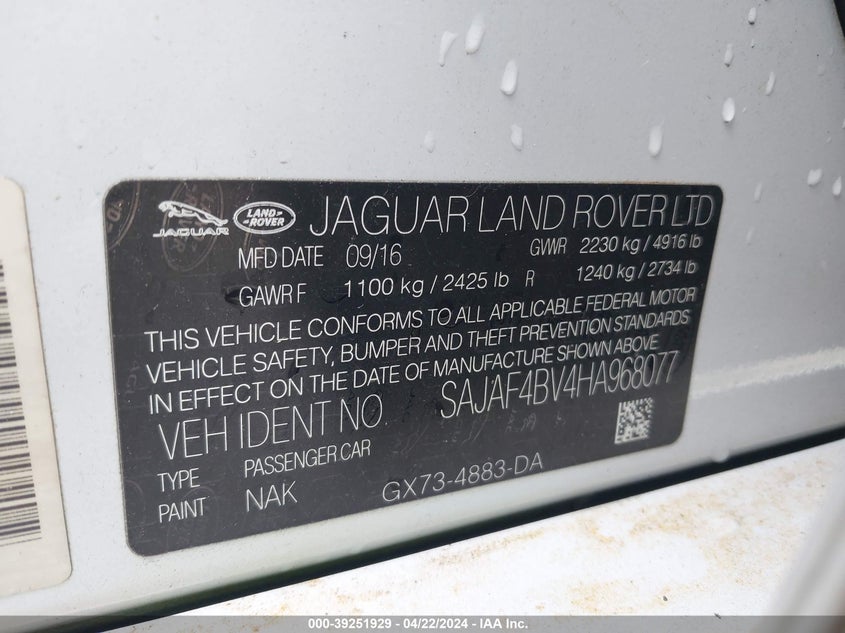 JAGUAR LAND ROVER JAGUAR LAND ROVER LTD
MFD DATE 09/16 GWR 2230 kg / 4916 lb
GAWR F 1100 kg / 2425 lb R 1240 kg / 2734 lb
THIS VEHICLE CONFORMS TO ALL APPLICABLE FEDERAL MOTOR
VEHICLE SAFETY, BUMPER AND THEFT PREVENTION STANDARDS
IN EFFECT ON THE DATE OF MANUFACTURE SHOWN ABOVE
VEH IDENT NO SAJAF4BV4HA968077
TYPE PASSENGER CAR
PAINT NAK GX73-4883-DA
000-39251929 - 04/22/2024 - IAA Inc.